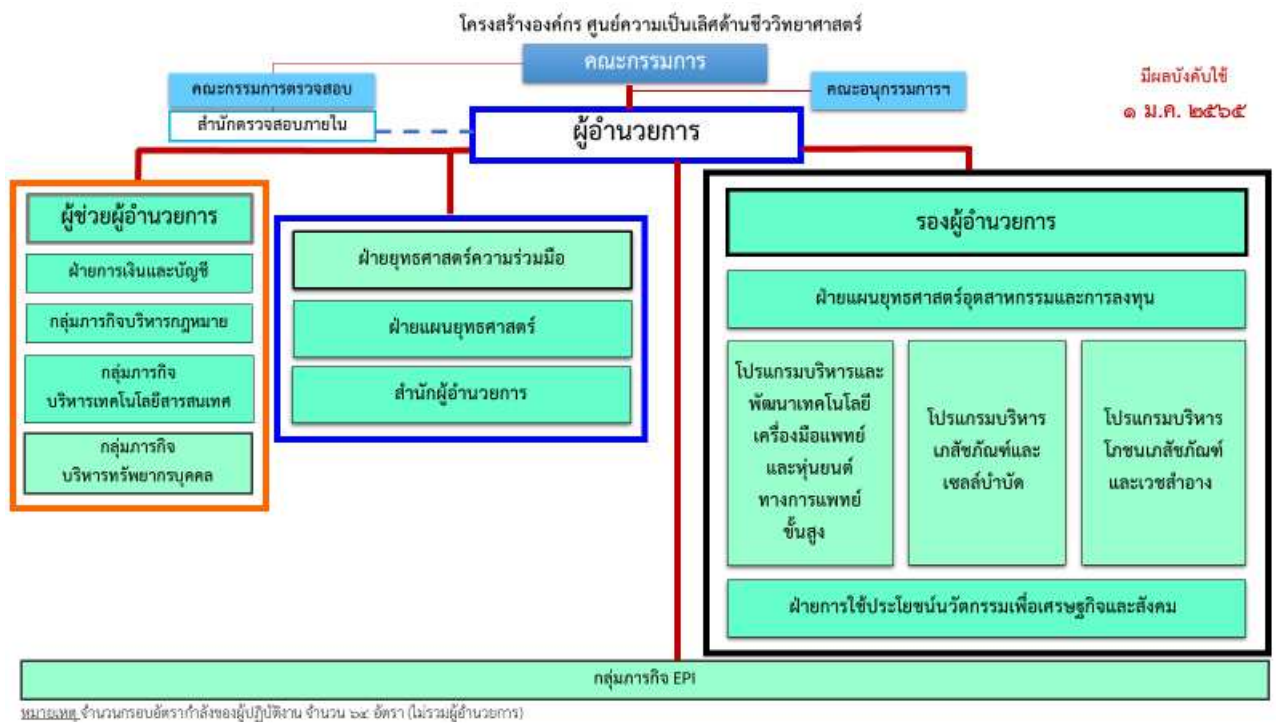 โครงสร้างองค์กร ศูนย์ความเป็นเลิศด้านชีววิทยาศาสตร์
คณะกรรมการ
คณะกรรมการตรวจสอบ
คณะอนุกรรมการฯ
มีผลบังคับใช้
๑ ม.ค. ๒๕๖๕
สำนักตรวจสอบภายใน
ผู้อำนวยการ
ผู้ช่วยผู้อำนวยการ
ฝ่ายการเงินและบัญชี
กลุ่มภารกิจบริหารกฎหมาย
กลุ่มภารกิจ
บริหารเทคโนโลยีสารสนเทศ
กลุ่มภารกิจ
บริหารทรัพยากรบุคคล
ฝ่ายยุทธศาสตร์ความร่วมมือ
ฝ่ายแผนยุทธศาสตร์
สำนักผู้อำนวยการ
รองผู้อำนวยการ
ฝ่ายแผนยุทธศาสตร์อุตสาหกรรมและการลงทุน
โปรแกรมบริหารและ
พัฒนาเทคโนโลยี
เครื่องมือแพทย์
และหุ่นยนต์
ทางการแพทย์
ขั้นสูง
โปรแกรมบริหาร
เภสัชภัณฑ์และ
เซลล์บำบัด
โปรแกรมบริหาร
โภชนเภสัชภัณฑ์
และเวชสำอาง
ฝ่ายการใช้ประโยชน์นวัตกรรมเพื่อเศรษฐกิจและสังคม
กลุ่มภารกิจ EPI
หมายเหตุ จำนวนกรอบอัตรากำลังของผู้ปฏิบัติงาน จำนวน ๖๔ อัตรา (ไม่รวมผู้อำนวยการ)